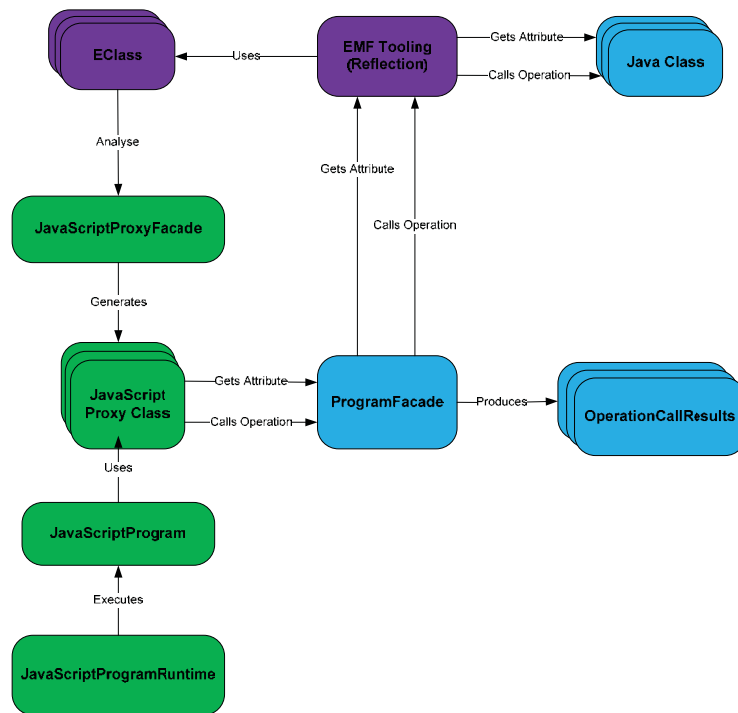 EClass
Uses
EMF Tooling
(Reflection)
Gets Attribute
Calls Operation
Java Class
Analyse
Gets Attribute
Calls Operation
JavaScriptProxyFacade
Generates
JavaScript
Proxy Class
Gets Attribute
Calls Operation
ProgramFacade
Produces
OperationCallResults
Uses
JavaScriptProgram
Executes
JavaScriptProgramRuntime